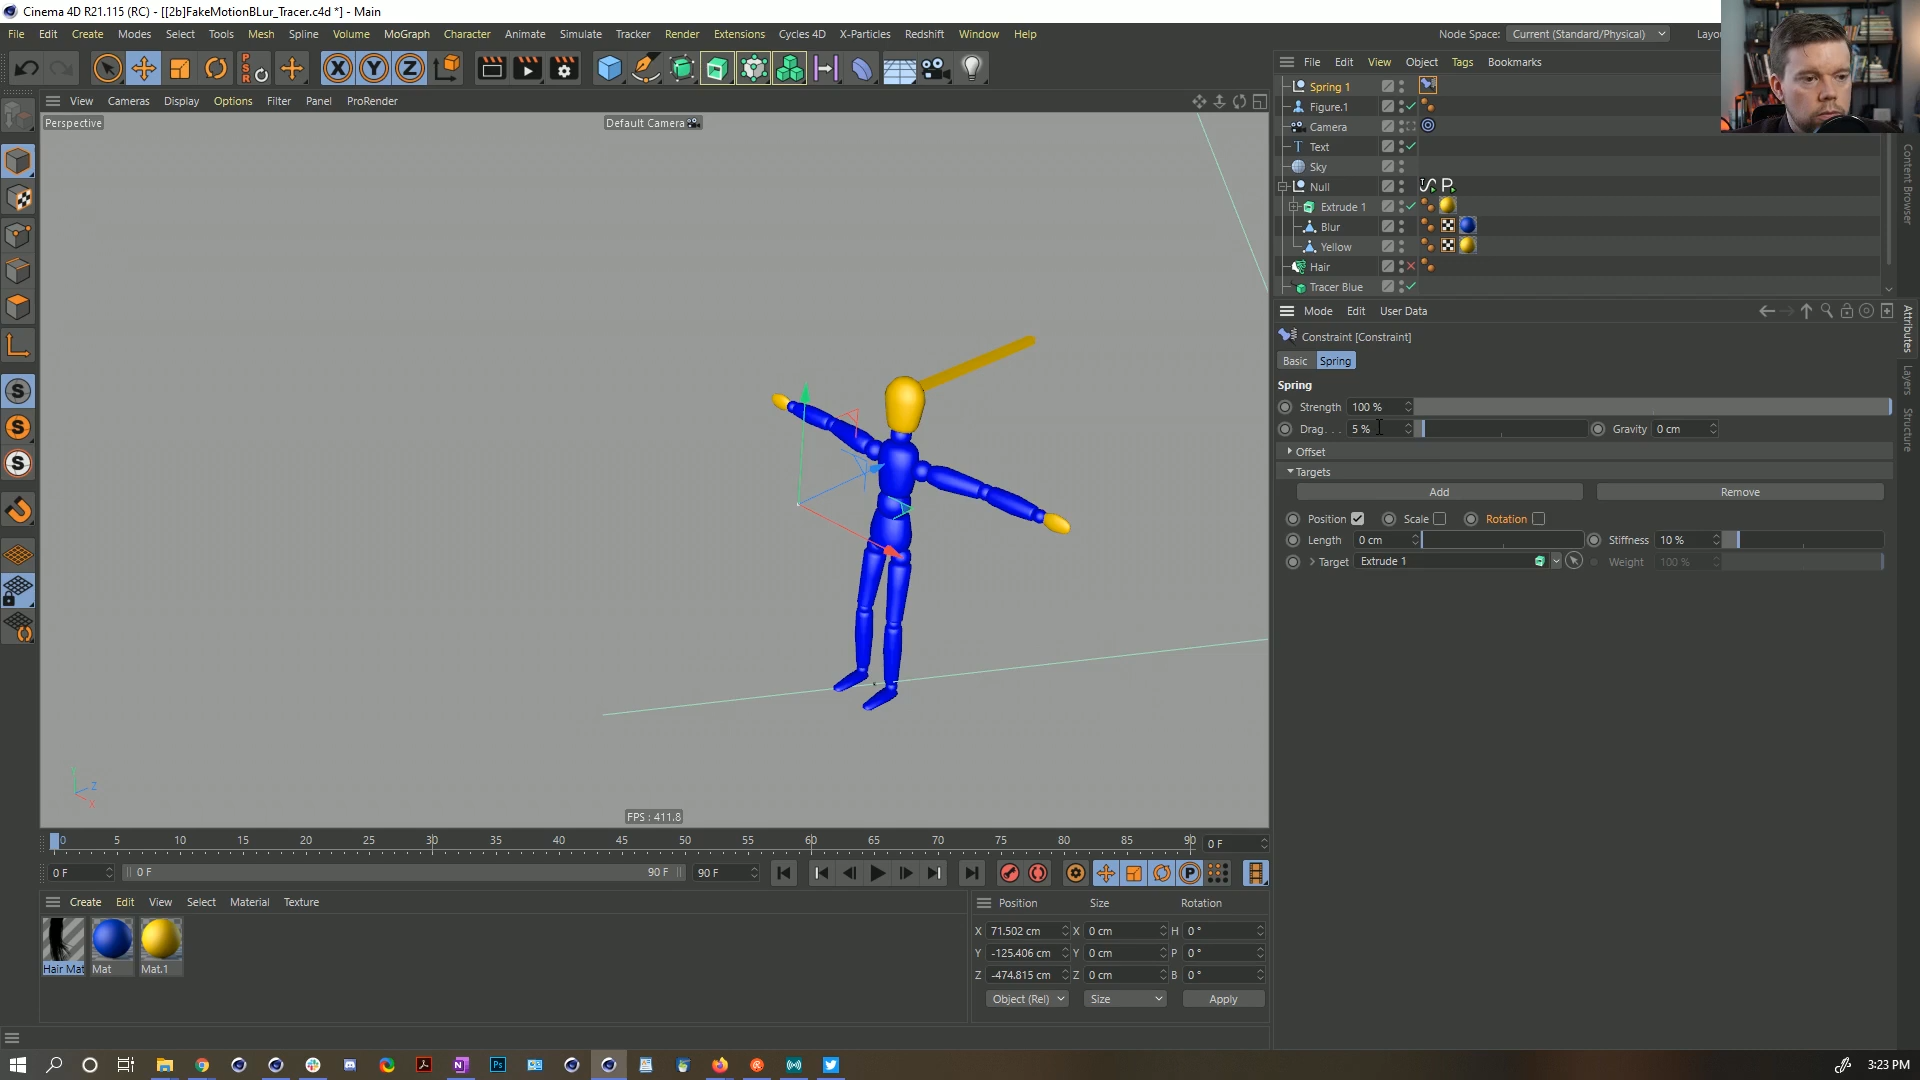 Cinema 4D R21.115 (RC) - [[2b]FakeMotionBLur_Tracer.c4d *] - Main
File Edit Create Modes Select Tools Mesh Spline Volume MoGraph Character Animate Simulate Tracker Render Extensions Cycles 4D X-Particles Redshift Window Help Node Space: Current (Standard/Physical) Layou
PSR X Y Z
File Edit View Object Tags Bookmarks
View Cameras Display Options Filter Panel ProRender
Perspective Default Camera
Spring 1
Figure.1
Camera
Text
Sky
Null
Extrude 1
Blur
Yellow
Hair
Tracer Blue
Content Browser
Mode Edit User Data
Constraint [Constraint]
Basic Spring
Spring
Strength 100 %
Drag. . . 5 % Gravity 0 cm
Offset
Targets
Add Remove
Position Scale Rotation
Length 0 cm Stiffness 10 %
Target Extrude 1 Weight 100 %
Attributes
Layers
Structure
S
S
S
Y Z X
FPS : 411.8
0 5 10 15 20 25 30 35 40 45 50 55 60 65 70 75 80 85 90 0 F
0 F 0 F 90 F 90 F
P
Create Edit View Select Material Texture
Hair Mat Mat Mat.1
Position Size Rotation
X 71.502 cm X 0 cm H 0 °
Y -125.406 cm Y 0 cm P 0 °
Z -474.815 cm Z 0 cm B 0 °
Object (Rel) Size Apply
3:23 PM